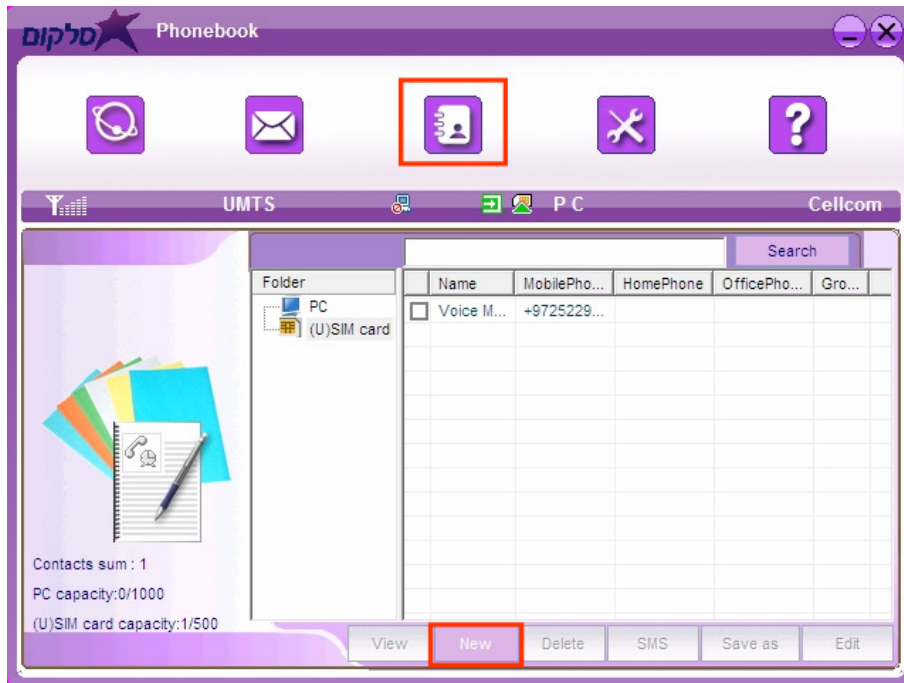 סלקום Phonebook
UMTS PC Cellcom
Search
Folder
PC
(U)SIM card
Name MobilePho... HomePhone OfficePho... Gro...
Voice M... +9725229...
Contacts sum : 1
PC capacity:0/1000
(U)SIM card capacity:1/500
View New Delete SMS Save as Edit